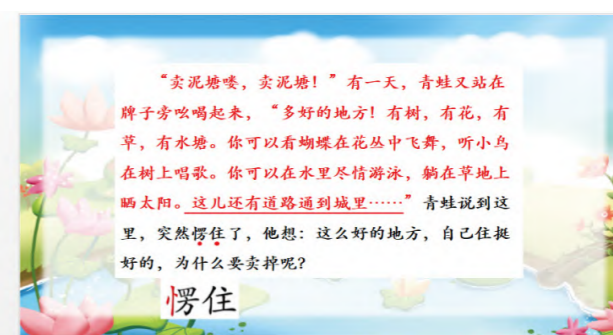 “卖泥塘喽，卖泥塘！”有一天，青蛙又站在
牌子旁吆喝起来，“多好的地方！有树，有花，有
草，有水塘。你可以看蝴蝶在花丛中飞舞，听小鸟
在树上唱歌。你可以在水里尽情游泳，躺在草地上
晒太阳。这儿还有道路通到城里……”青蛙说到这
里，突然愣住了，他想：这么好的地方，自己住挺
好的，为什么要卖掉呢？
愣住